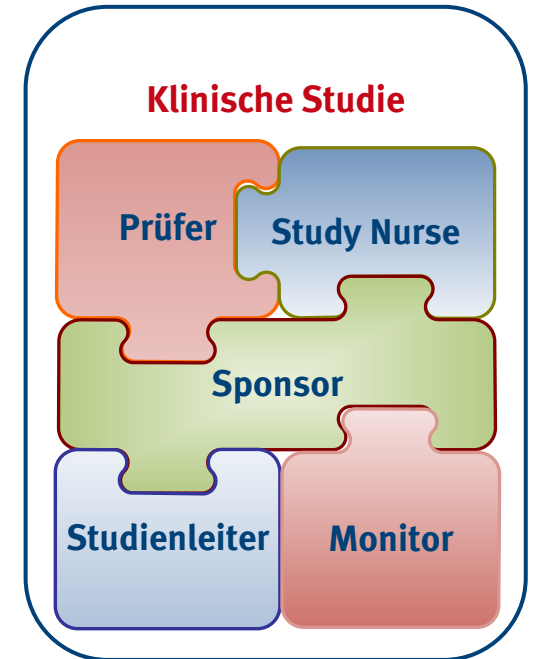 Klinische Studie
Prüfer
Study Nurse
Sponsor
Studienleiter
Monitor